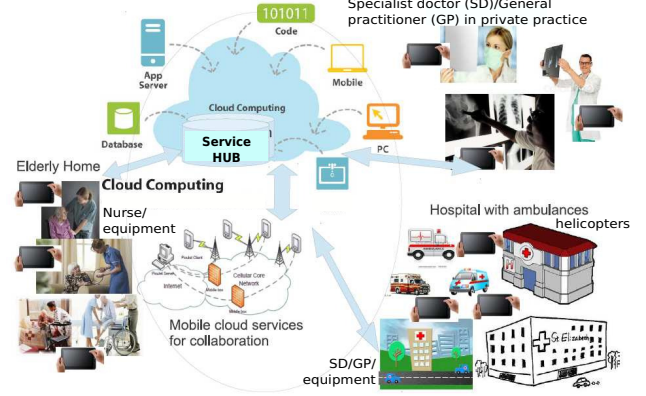 Specialist doctor (SD)/General
practitioner (GP) in private practice
101011
Code
App
Server
Mobile
Cloud Computing
Database
Service
HUB
PC
Elderly Home
Cloud Computing
Nurse/
equipment
Hospital with ambulances
helicopters
Internet
Cellular Core
Network
Mobile cloud services
for collaboration
St Elizabeth
SD/GP/
equipment